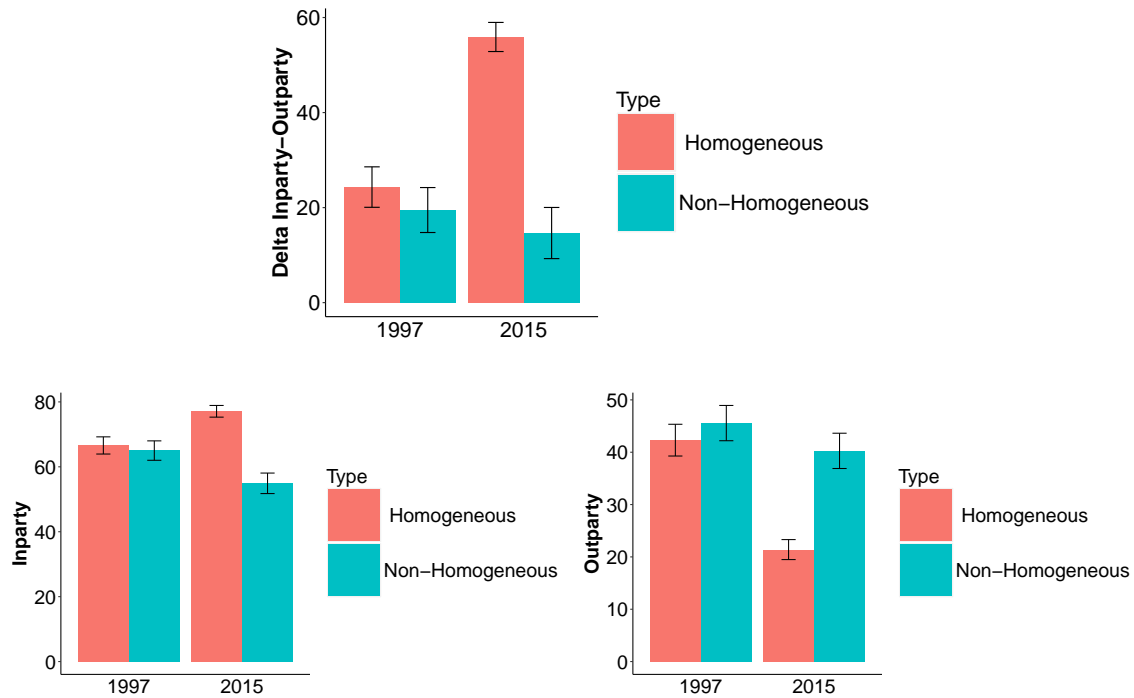 Delta Inparty−Outparty
60
40
20
0
1997 2015
Type
Homogeneous
Non−Homogeneous
Inparty
80
60
40
20
0
1997 2015
Type
Homogeneous
Non−Homogeneous
Outparty
50
40
30
20
10
0
1997 2015
Type
Homogeneous
Non−Homogeneous